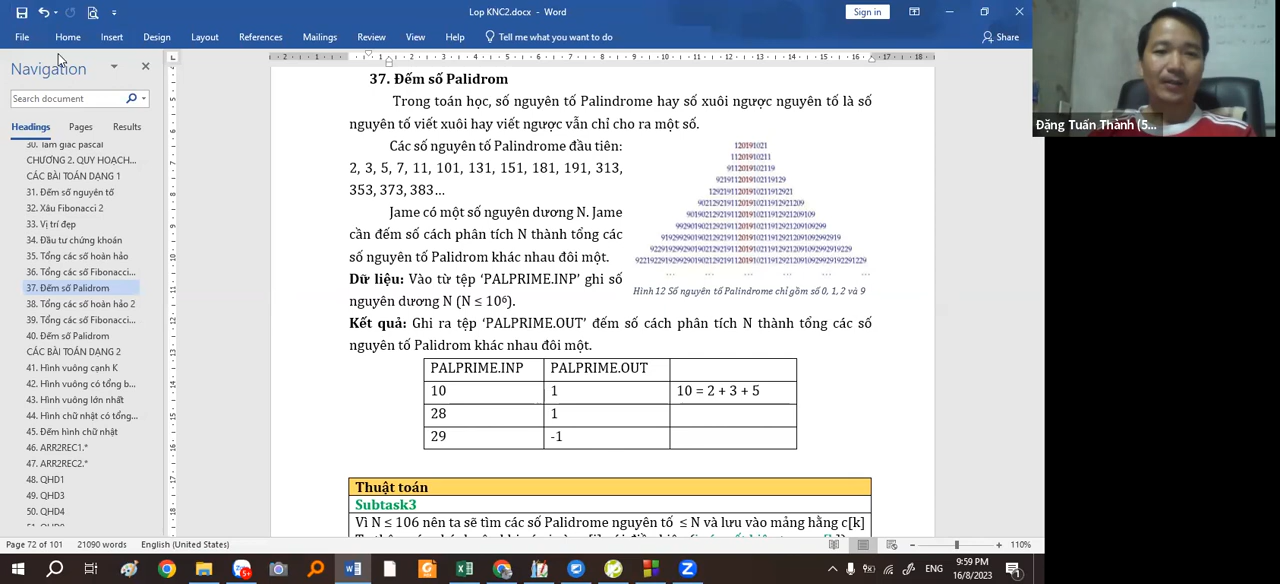 Lop KNC2.docx - Word
Sign in
File Home Insert Design Layout References Mailings Review View Help Tell me what you want to do
Share
Navigation
Search document
Headings Pages Results
30. Tam giác pascal
CHƯƠNG 2. QUY HOẠCH...
CÁC BÀI TOÁN DẠNG 1
31. Đếm số nguyên tố
32. Xâu Fibonacci 2
33. Vị trí đẹp
34. Đầu tư chứng khoán
35. Tổng các số hoàn hảo
36. Tổng các số Fibonacci...
37. Đếm số Palidrom
38. Tổng các số hoàn hảo 2
39. Tổng các số Fibonacci...
40. Đếm số Palidrom
CÁC BÀI TOÁN DẠNG 2
41. Hình vuông cạnh K
42. Hình vuông có tổng b...
43. Hình vuông lớn nhất
44. Hình chữ nhật có tổng...
45. Đếm hình chữ nhật
46. ARR2REC1.*
47. ARR2REC2.*
48. QHD1
49. QHD3
50. QHD4
37. Đếm số Palidrom
Trong toán học, số nguyên tố Palindrome hay số xuôi ngược nguyên tố là số
nguyên tố viết xuôi hay viết ngược vẫn chỉ cho ra một số.
Các số nguyên tố Palindrome đầu tiên:
2, 3, 5, 7, 11, 101, 131, 151, 181, 191, 313,
353, 373, 383...
Jame có một số nguyên dương N. Jame
cần đếm số cách phân tích N thành tổng các
số nguyên tố Palidrom khác nhau đôi một.
Dữ liệu: Vào từ tệp ‘PALPRIME.INP’ ghi số
nguyên dương N (N ≤ 10⁶).
120191021
11201910211
9112019102119
Hình 12 Số nguyên tố Palindrome chỉ gồm số 0, 1, 2 và 9
Kết quả: Ghi ra tệp ‘PALPRIME.OUT’ đếm số cách phân tích N thành tổng các số
nguyên tố Palidrom khác nhau đôi một.
PALPRIME.INP PALPRIME.OUT
10 1 10 = 2 + 3 + 5
28 1
29 -1
Thuật toán
Subtask3
Vì N ≤ 106 nên ta sẽ tìm các số Palidrome nguyên tố ≤ N và lưu vào mảng hằng c[k]
Đặng Tuấn Thành (5...
Page 72 of 101 21090 words English (United States)
110%
ENG
9:59 PM
16/8/2023